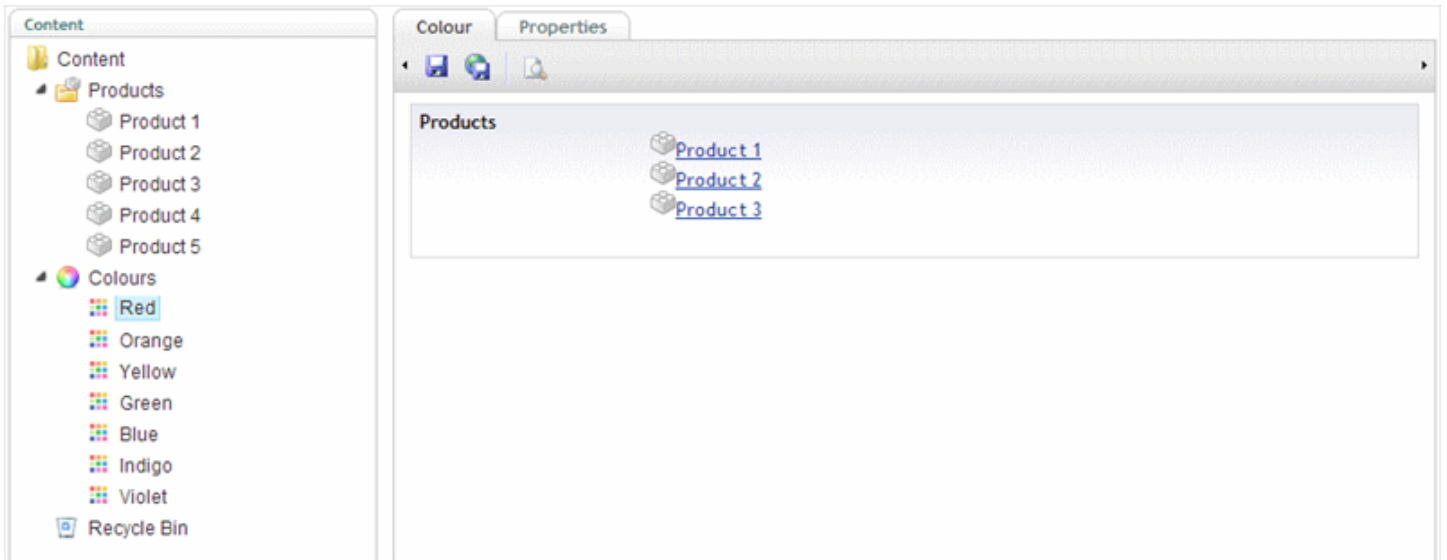 Content
Content
Products
Product 1
Product 2
Product 3
Product 4
Product 5
Colours
Red
Orange
Yellow
Green
Blue
Indigo
Violet
Recycle Bin
Colour
Properties
Products
Product 1
Product 2
Product 3